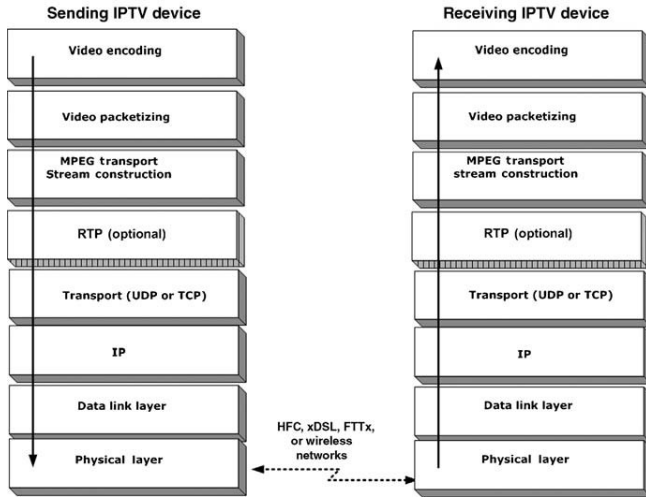 Sending IPTV device
Video encoding
Video packetizing
MPEG transport
Stream construction
RTP (optional)
Transport (UDP or TCP)
IP
Data link layer
Physical layer
HFC, xDSL, FTTx,
or wireless
networks
Receiving IPTV device
Video encoding
Video packetizing
MPEG transport
stream construction
RTP (optional)
Transport (UDP or TCP)
IP
Data link layer
Physical layer